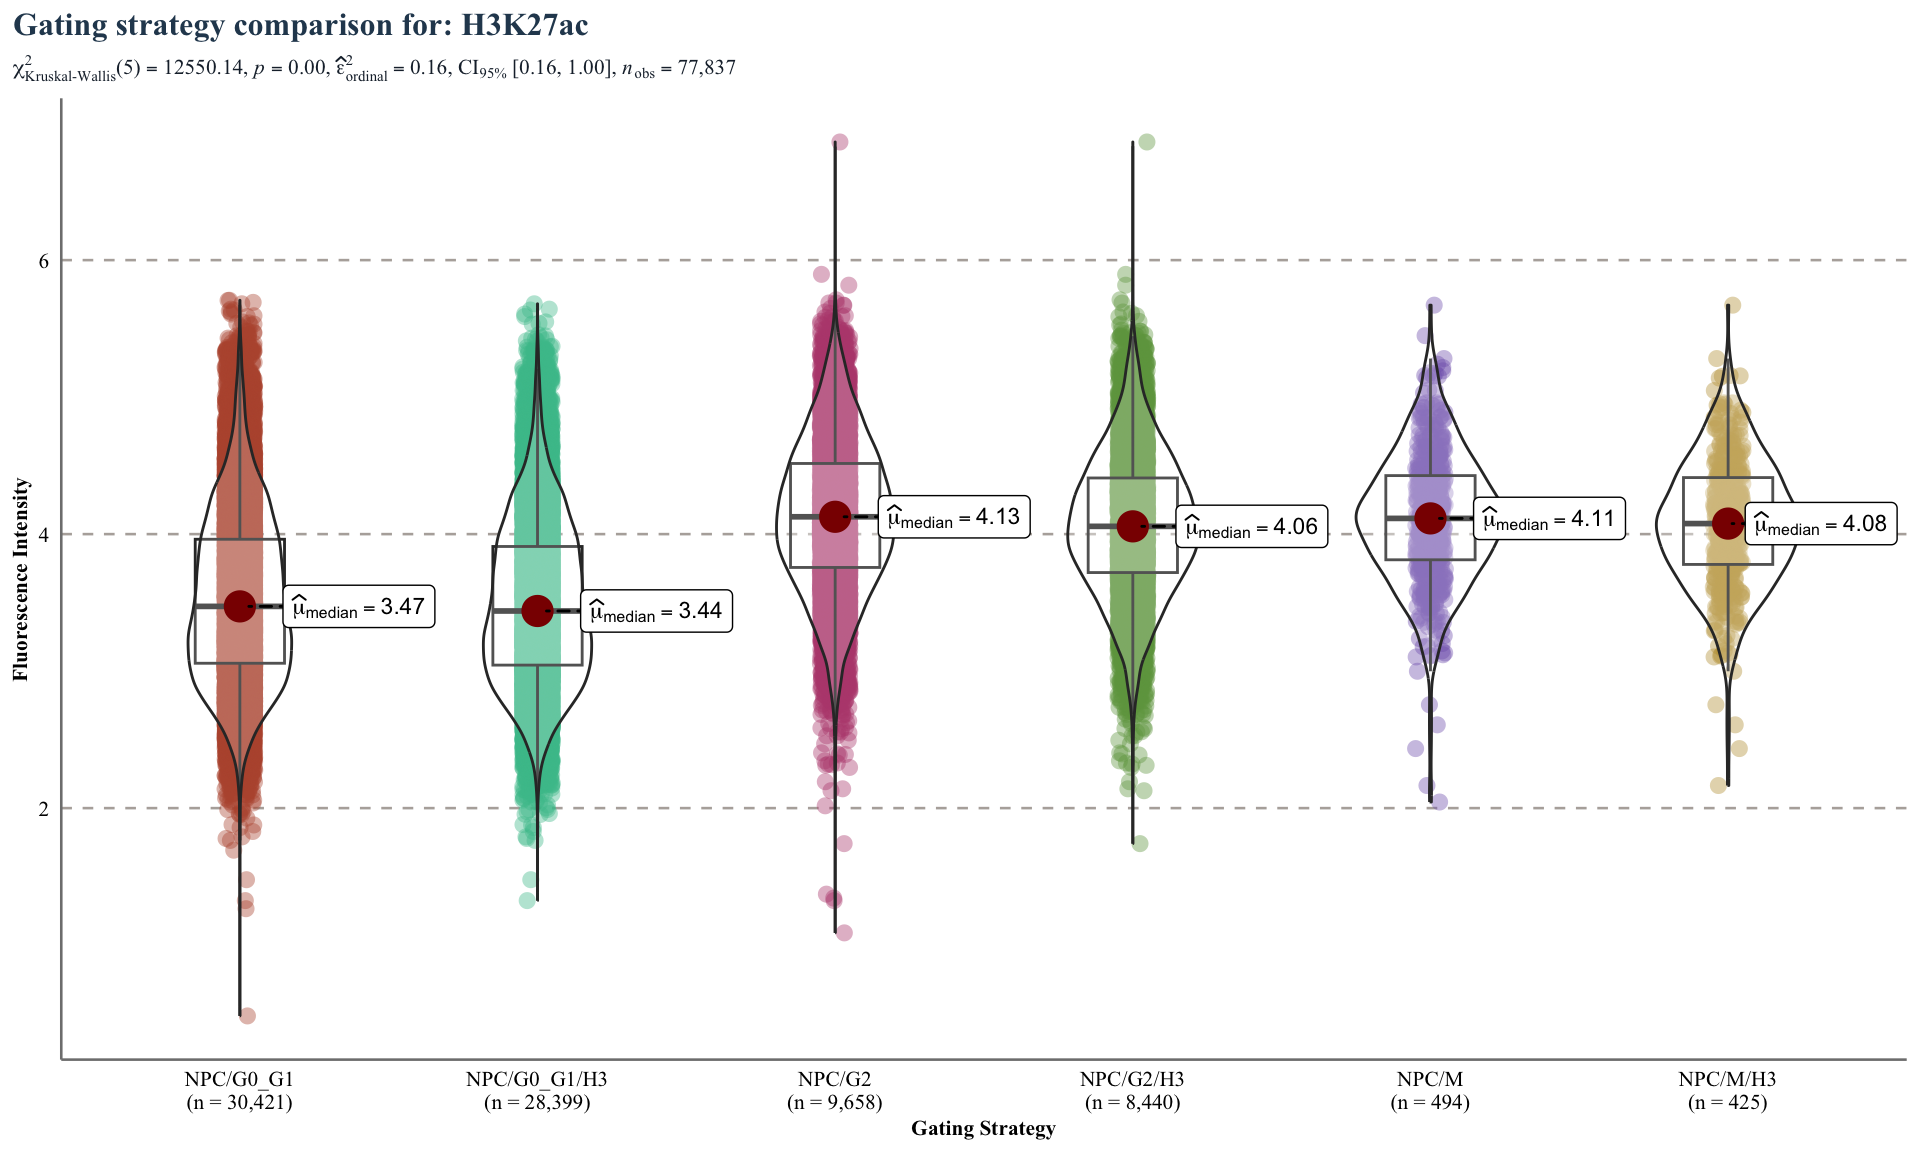 Gating strategy comparison for: H3K27ac
χ²Kruskal-Wallis(5) = 12550.14, p = 0.00, ε̂²ordinal = 0.16, CI95% [0.16, 1.00], nobs = 77,837
Fluorescence Intensity
6
4
2
μ̂median = 3.47
μ̂median = 3.44
μ̂median = 4.13
μ̂median = 4.06
μ̂median = 4.11
μ̂median = 4.08
NPC/G0_G1
(n = 30,421)
NPC/G0_G1/H3
(n = 28,399)
NPC/G2
(n = 9,658)
NPC/G2/H3
(n = 8,440)
NPC/M
(n = 494)
NPC/M/H3
(n = 425)
Gating Strategy